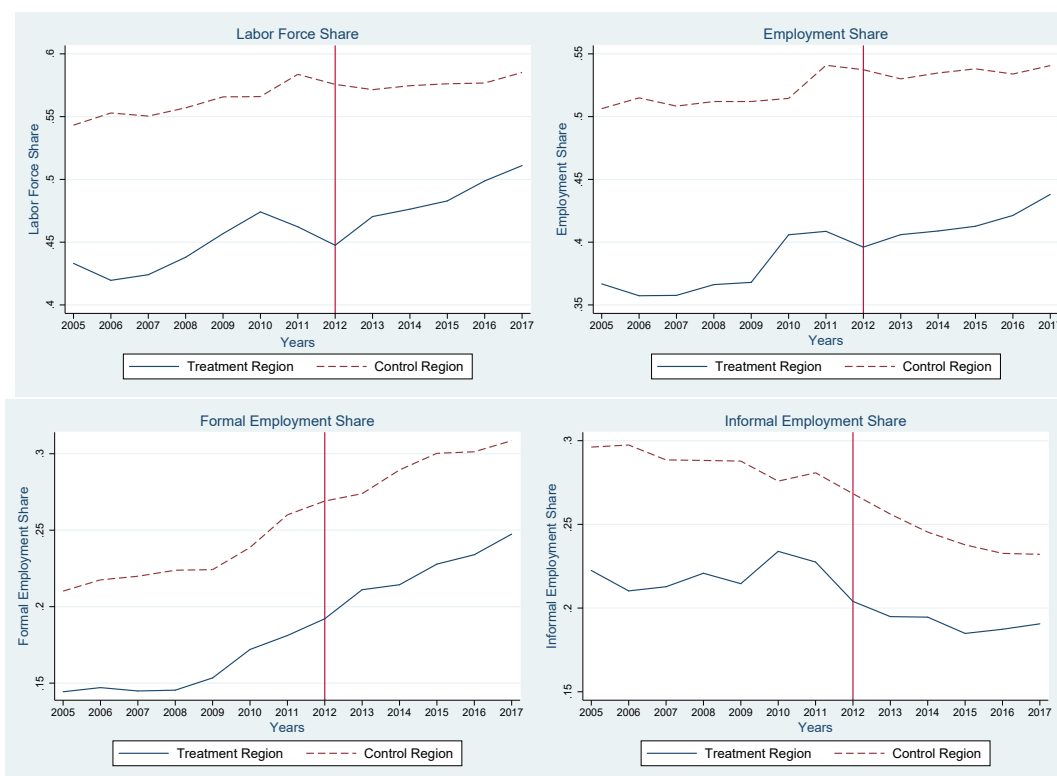 Labor Force Share
Labor Force Share
.6
.55
.5
.45
.4
2005 2006 2007 2008 2009 2010 2011 2012 2013 2014 2015 2016 2017
Years
Treatment Region Control Region
Employment Share
Employment Share
.55
.5
.45
.4
.35
2005 2006 2007 2008 2009 2010 2011 2012 2013 2014 2015 2016 2017
Years
Treatment Region Control Region
Formal Employment Share
Formal Employment Share
.3
.25
.2
.15
2005 2006 2007 2008 2009 2010 2011 2012 2013 2014 2015 2016 2017
Years
Treatment Region Control Region
Informal Employment Share
Informal Employment Share
.3
.25
.2
.15
2005 2006 2007 2008 2009 2010 2011 2012 2013 2014 2015 2016 2017
Years
Treatment Region Control Region